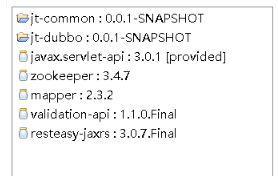 jt-common : 0.0.1-SNAPSHOT
jt-dubbo : 0.0.1-SNAPSHOT
javax.servlet-api : 3.0.1 [provided]
zookeeper : 3.4.7
mapper : 2.3.2
validation-api : 1.1.0.Final
resteasy-jaxrs : 3.0.7.Final